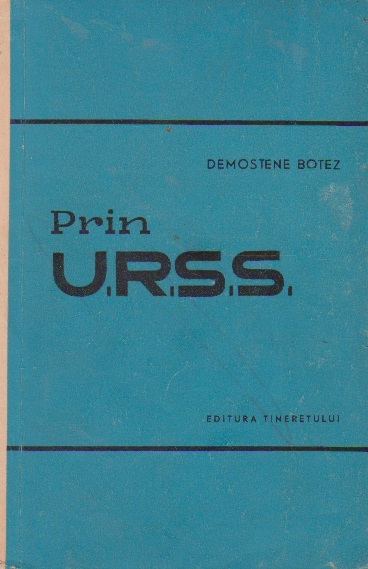 DEMOSTENE BOTEZ
Prin
U.R.S.S.
EDITURA TINERETULUI